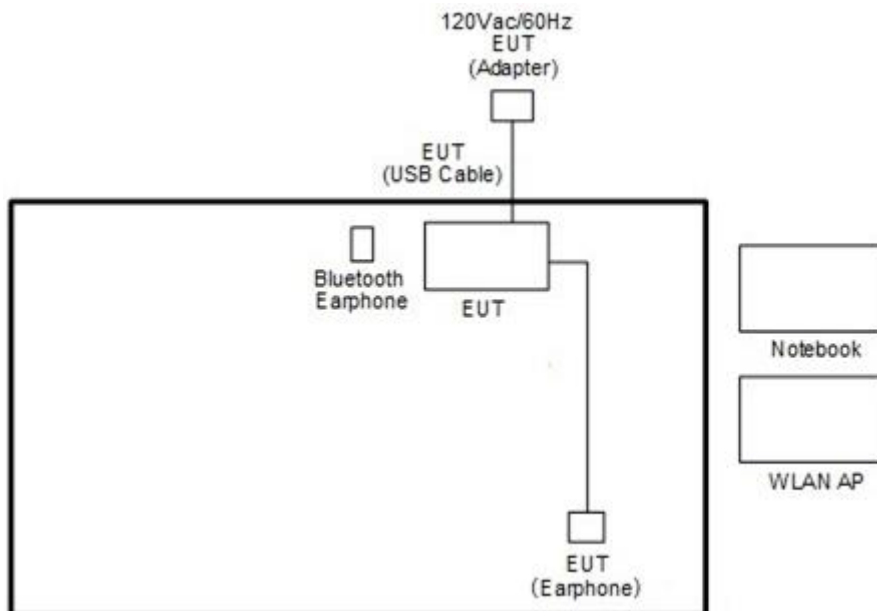 120Vac/60Hz
EUT
(Adapter)
EUT
(USB Cable)
Bluetooth
Earphone
EUT
Notebook
WLAN AP
EUT
(Earphone)